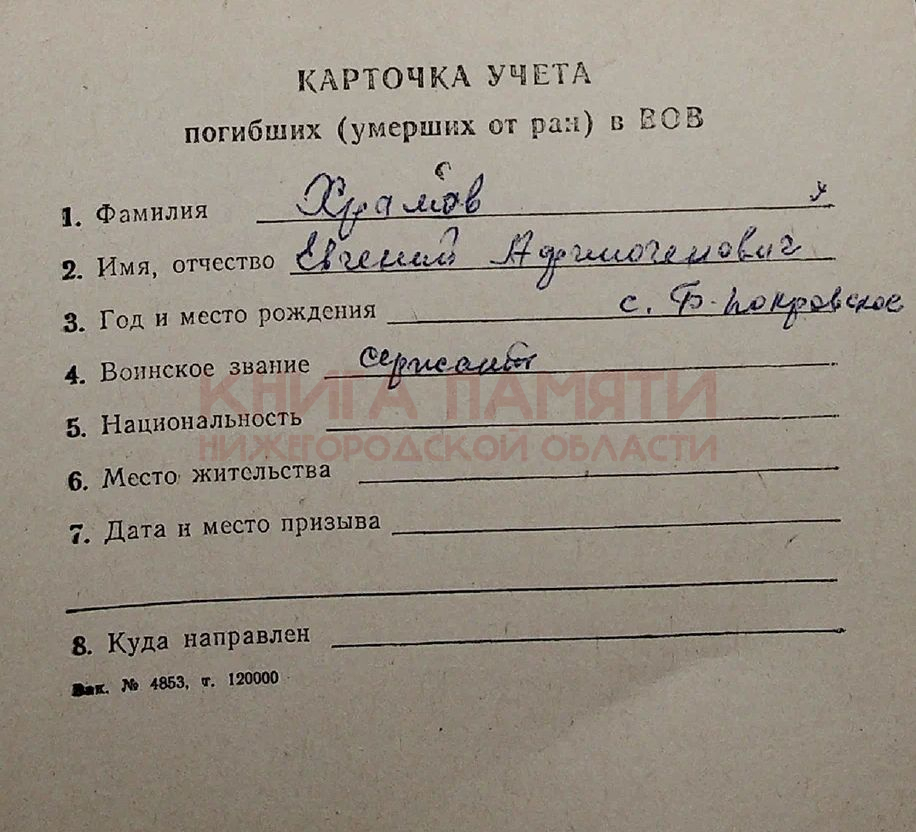 КАРТОЧКА УЧЕТА
погибших (умерших от ран) в ВОВ
1. Фамилия Храмов
2. Имя, отчество Евгений Афиногенович
3. Год и место рождения с. Б-Покровское
4. Воинское звание сержант
КНИГА ПАМЯТИ
5. Национальность
НИЖЕГОРОДСКОЙ ОБЛАСТИ
6. Место жительства
7. Дата и место призыва
8. Куда направлен
Зак. № 4853, т. 120000